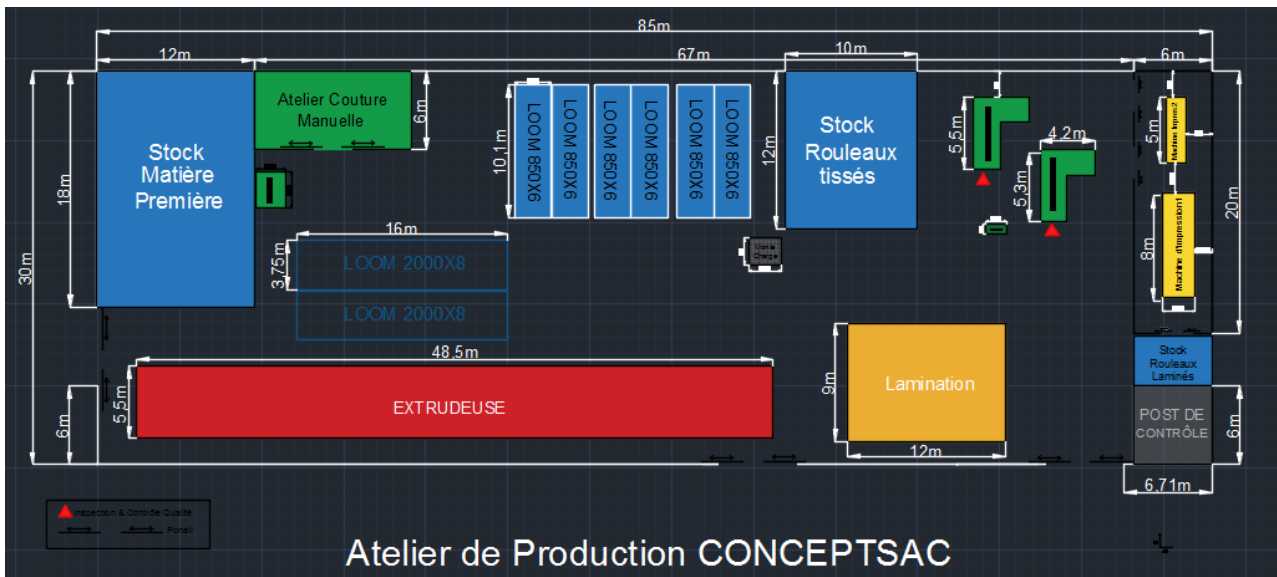 85m
12m
67m
10m
6m
Atelier Couture
Manuelle
6m
Stock
Matière
Première
18m
30m
10,1m
LOOM 850X6
LOOM 850X6
LOOM 850X6
LOOM 850X6
LOOM 850X6
LOOM 850X6
12m
Stock
Rouleaux
tissés
5,5m
4,2m
5,3m
5m
Machine Impres2
20m
8m
Machine d'Impression1
16m
3,75m
LOOM 2000X8
LOOM 2000X8
Monte
Charge
48,5m
5,5m
EXTRUDEUSE
6m
9m
Lamination
12m
Stock
Rouleaux
Laminés
POST DE
CONTRÔLE
6m
6,71m
Inspection & Contrôle Qualité
Portail
Atelier de Production CONCEPTSAC